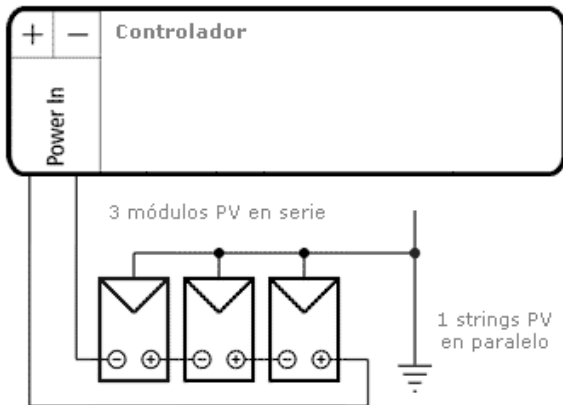 + − Controlador
Power In
3 módulos PV en serie
1 strings PV
en paralelo
− + − + − +